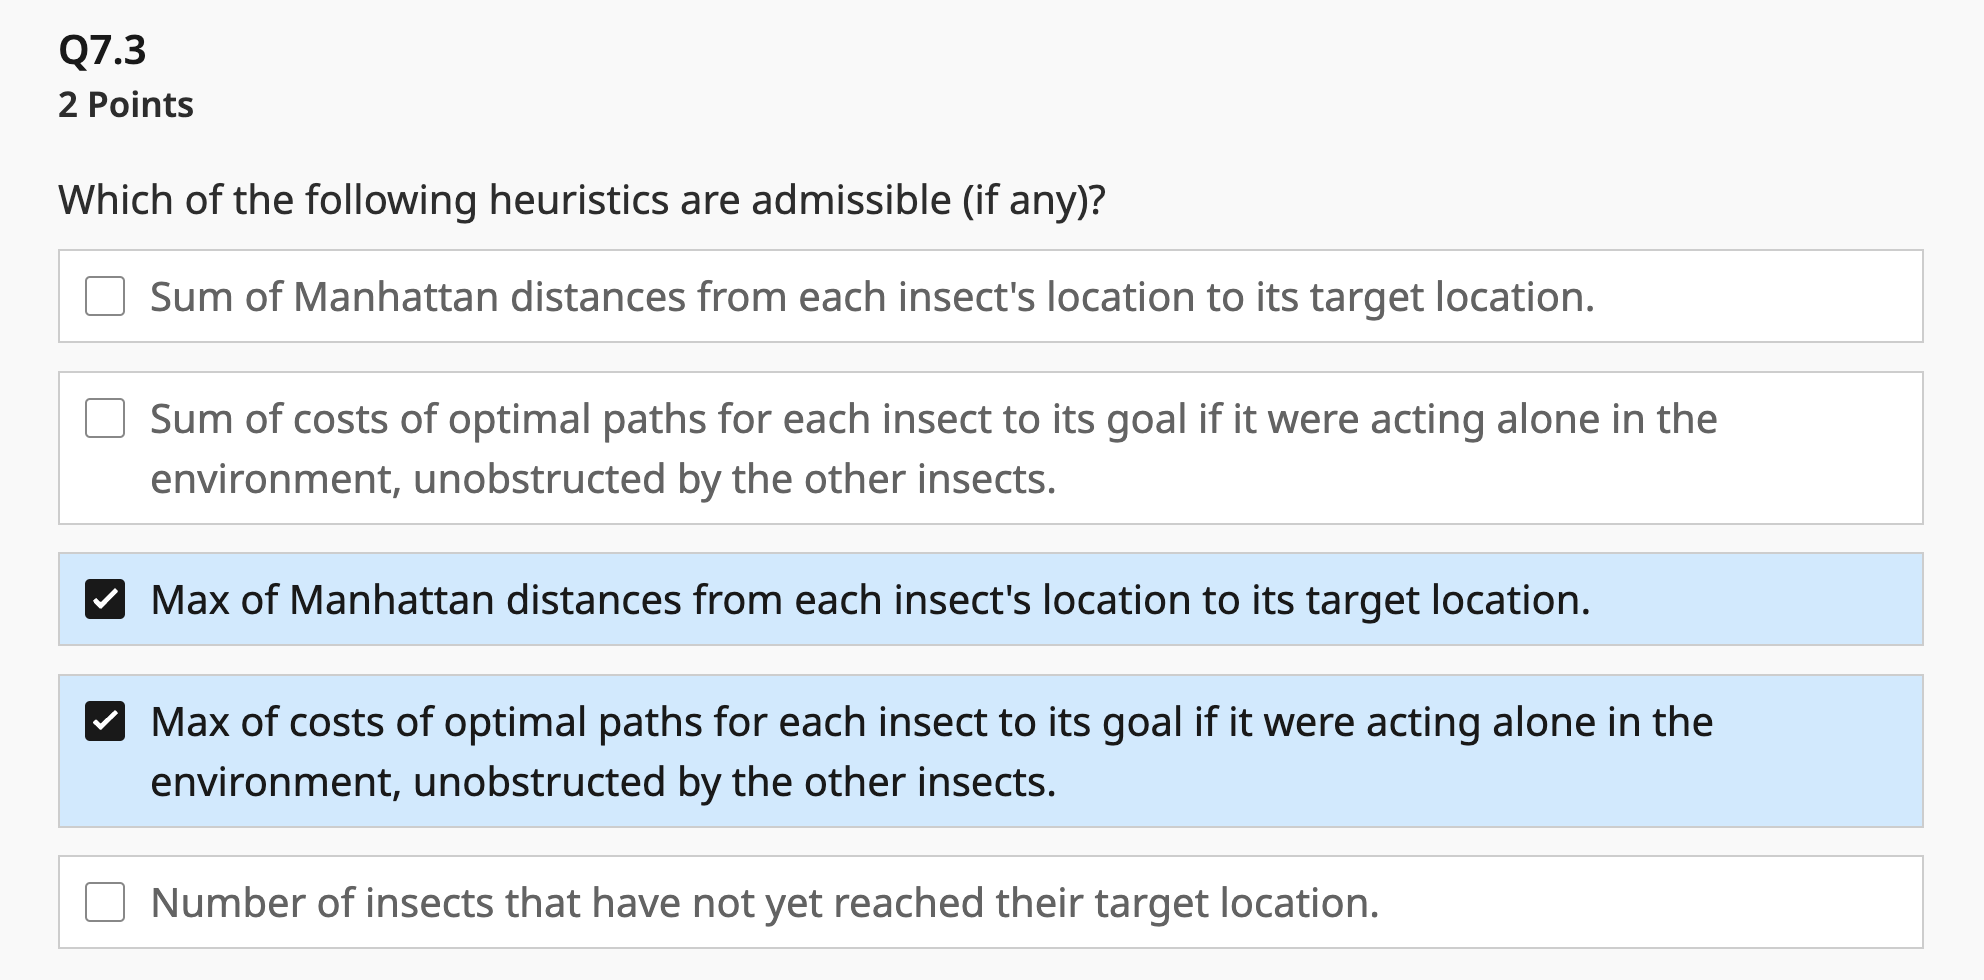 Q7.3
2 Points
Which of the following heuristics are admissible (if any)?
Sum of Manhattan distances from each insect's location to its target location.
Sum of costs of optimal paths for each insect to its goal if it were acting alone in the
environment, unobstructed by the other insects.
Max of Manhattan distances from each insect's location to its target location.
Max of costs of optimal paths for each insect to its goal if it were acting alone in the
environment, unobstructed by the other insects.
Number of insects that have not yet reached their target location.